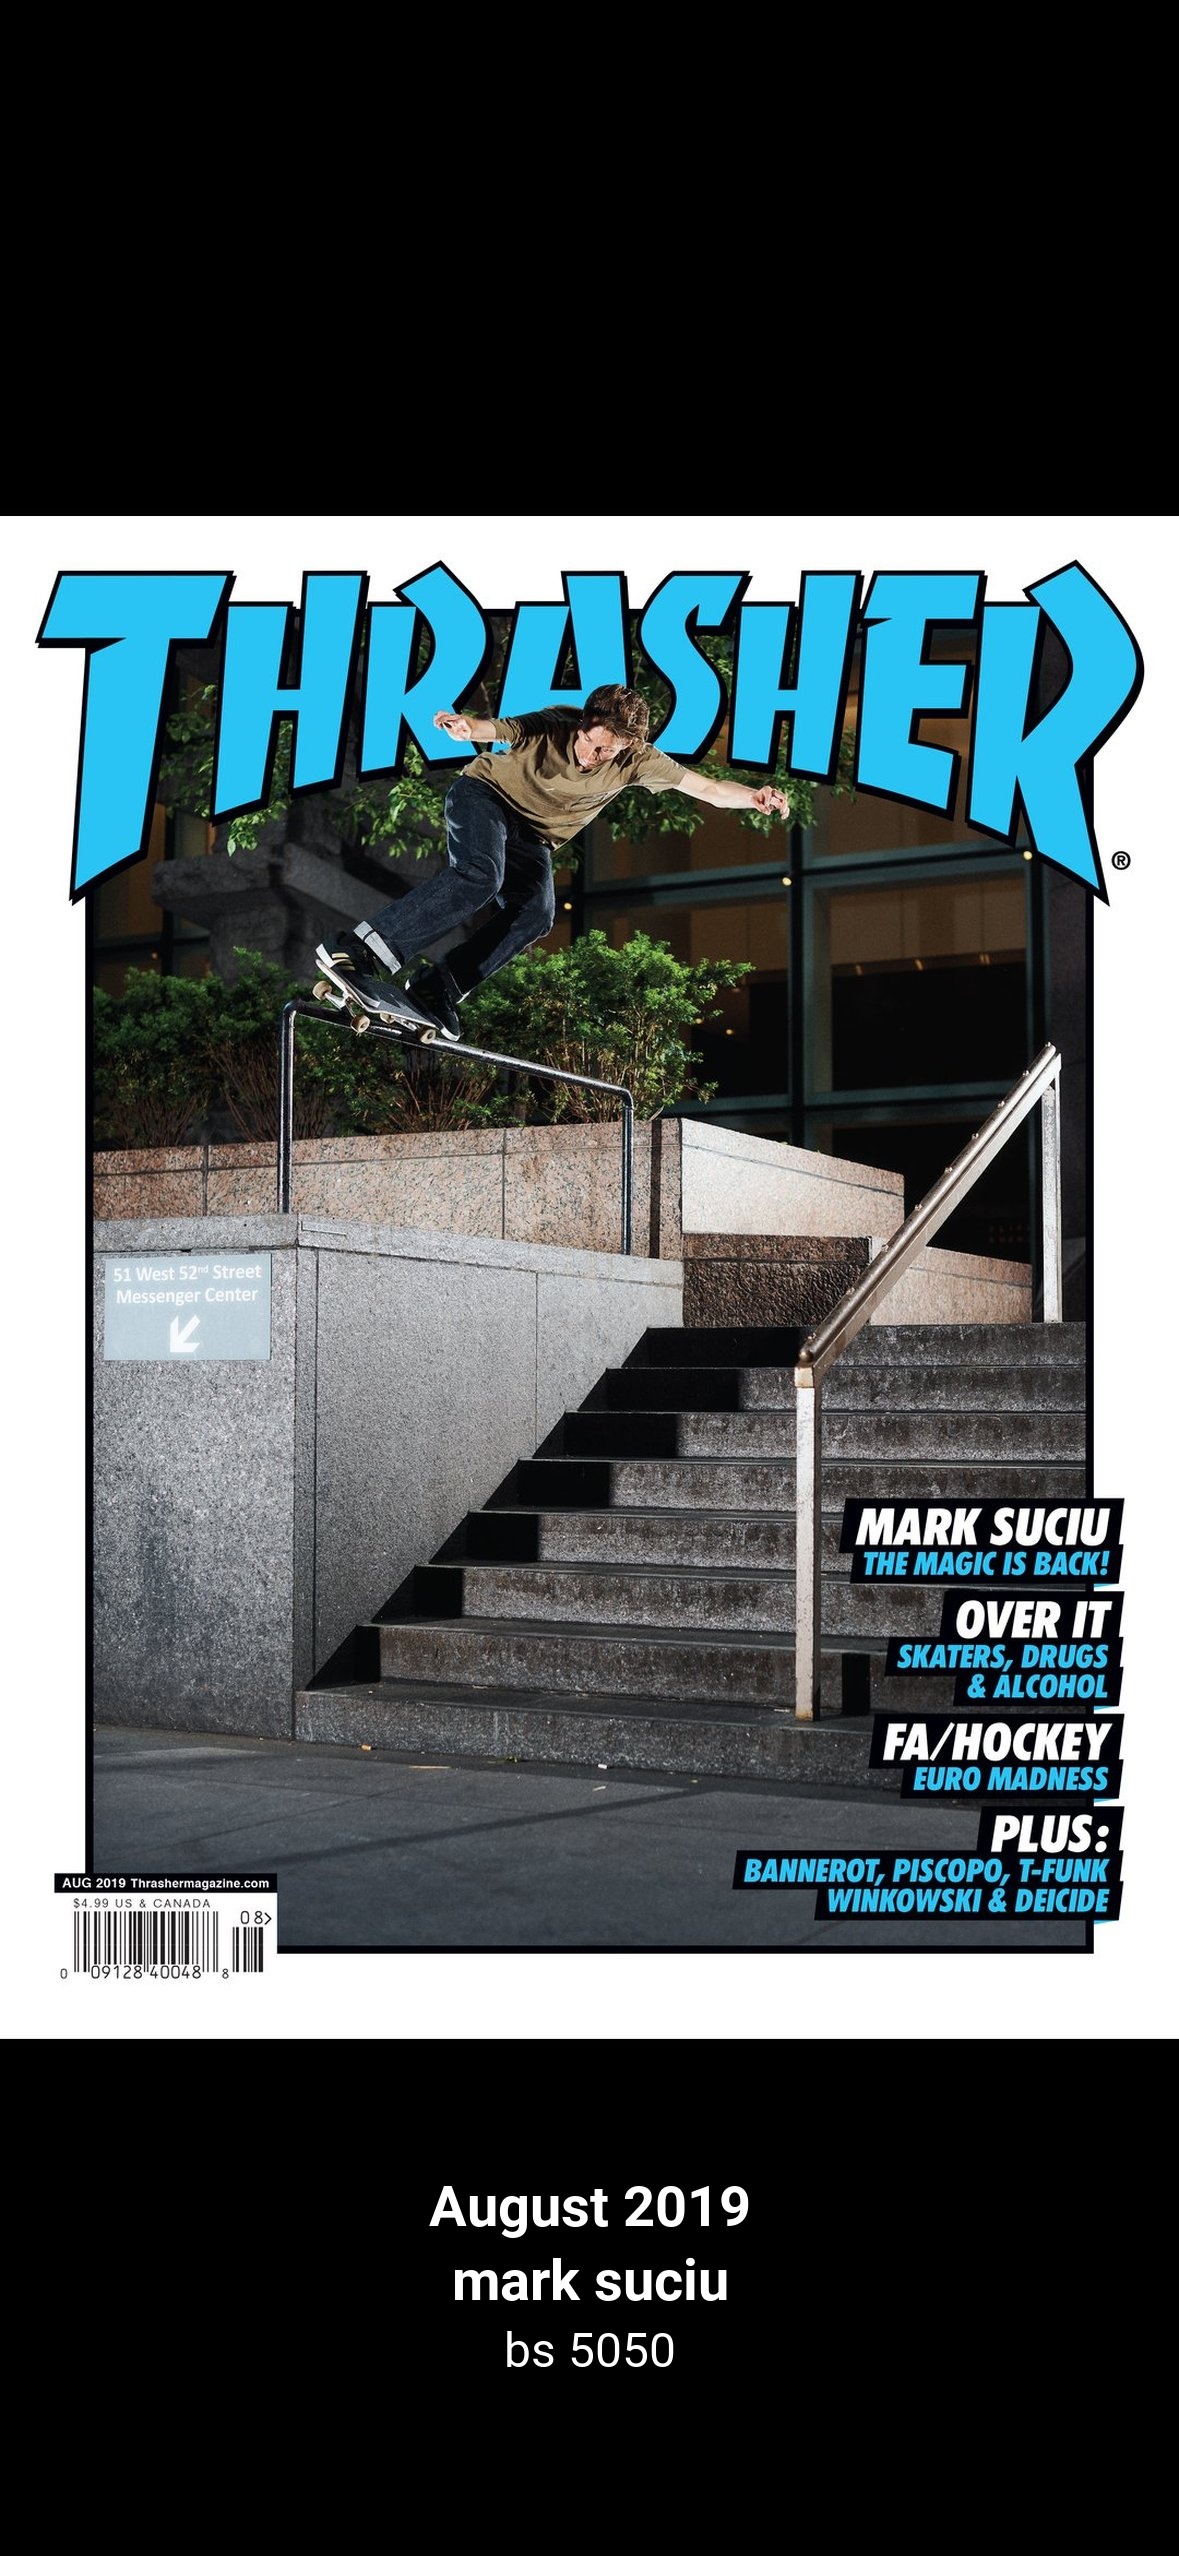 THRASHER
®
51 West 52nd Street
Messenger Center
MARK SUCIU
THE MAGIC IS BACK!
OVER IT
SKATERS, DRUGS
& ALCOHOL
FA/HOCKEY
EURO MADNESS
PLUS:
BANNEROT, PISCOPO, T-FUNK
WINKOWSKI & DEICIDE
AUG 2019 Thrashermagazine.com
$4.99 US & CANADA
08>
0 09128 40048 8
August 2019
mark suciu
bs 5050